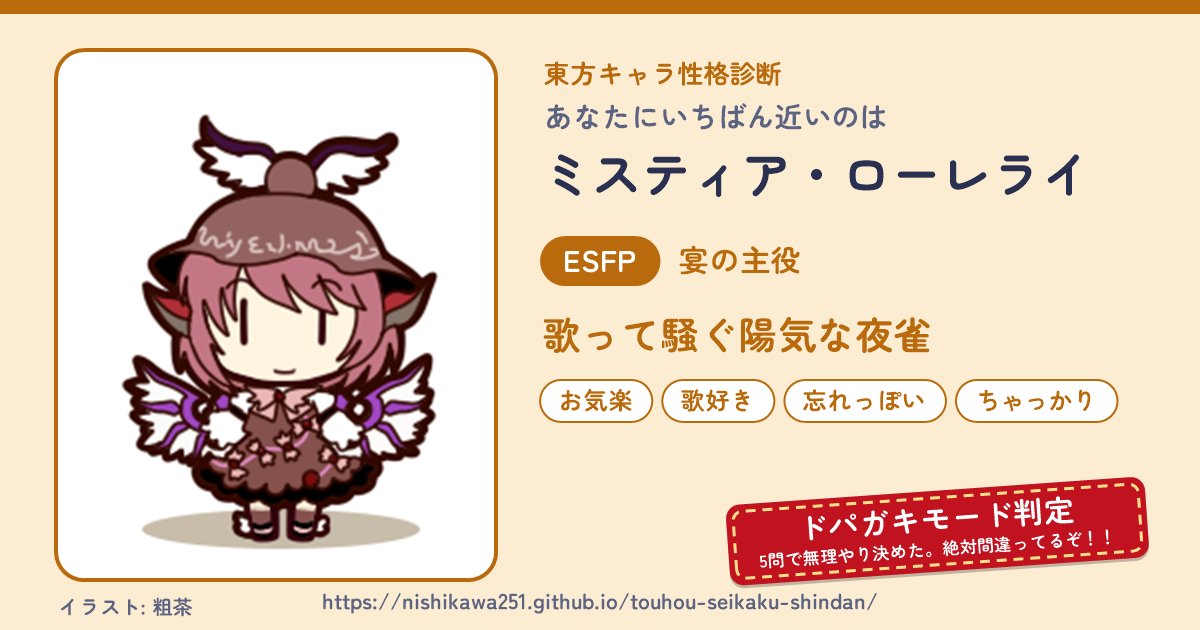 東方キャラ性格診断
あなたにいちばん近いのは
ミスティア・ローレライ
ESFP 宴の主役
歌って騒ぐ陽気な夜雀
お気楽 歌好き 忘れっぽい ちゃっかり
ドパガキモード判定
5問で無理やり決めた。絶対間違ってるぞ！！
イラスト: 粗茶
https://nishikawa251.github.io/touhou-seikaku-shindan/